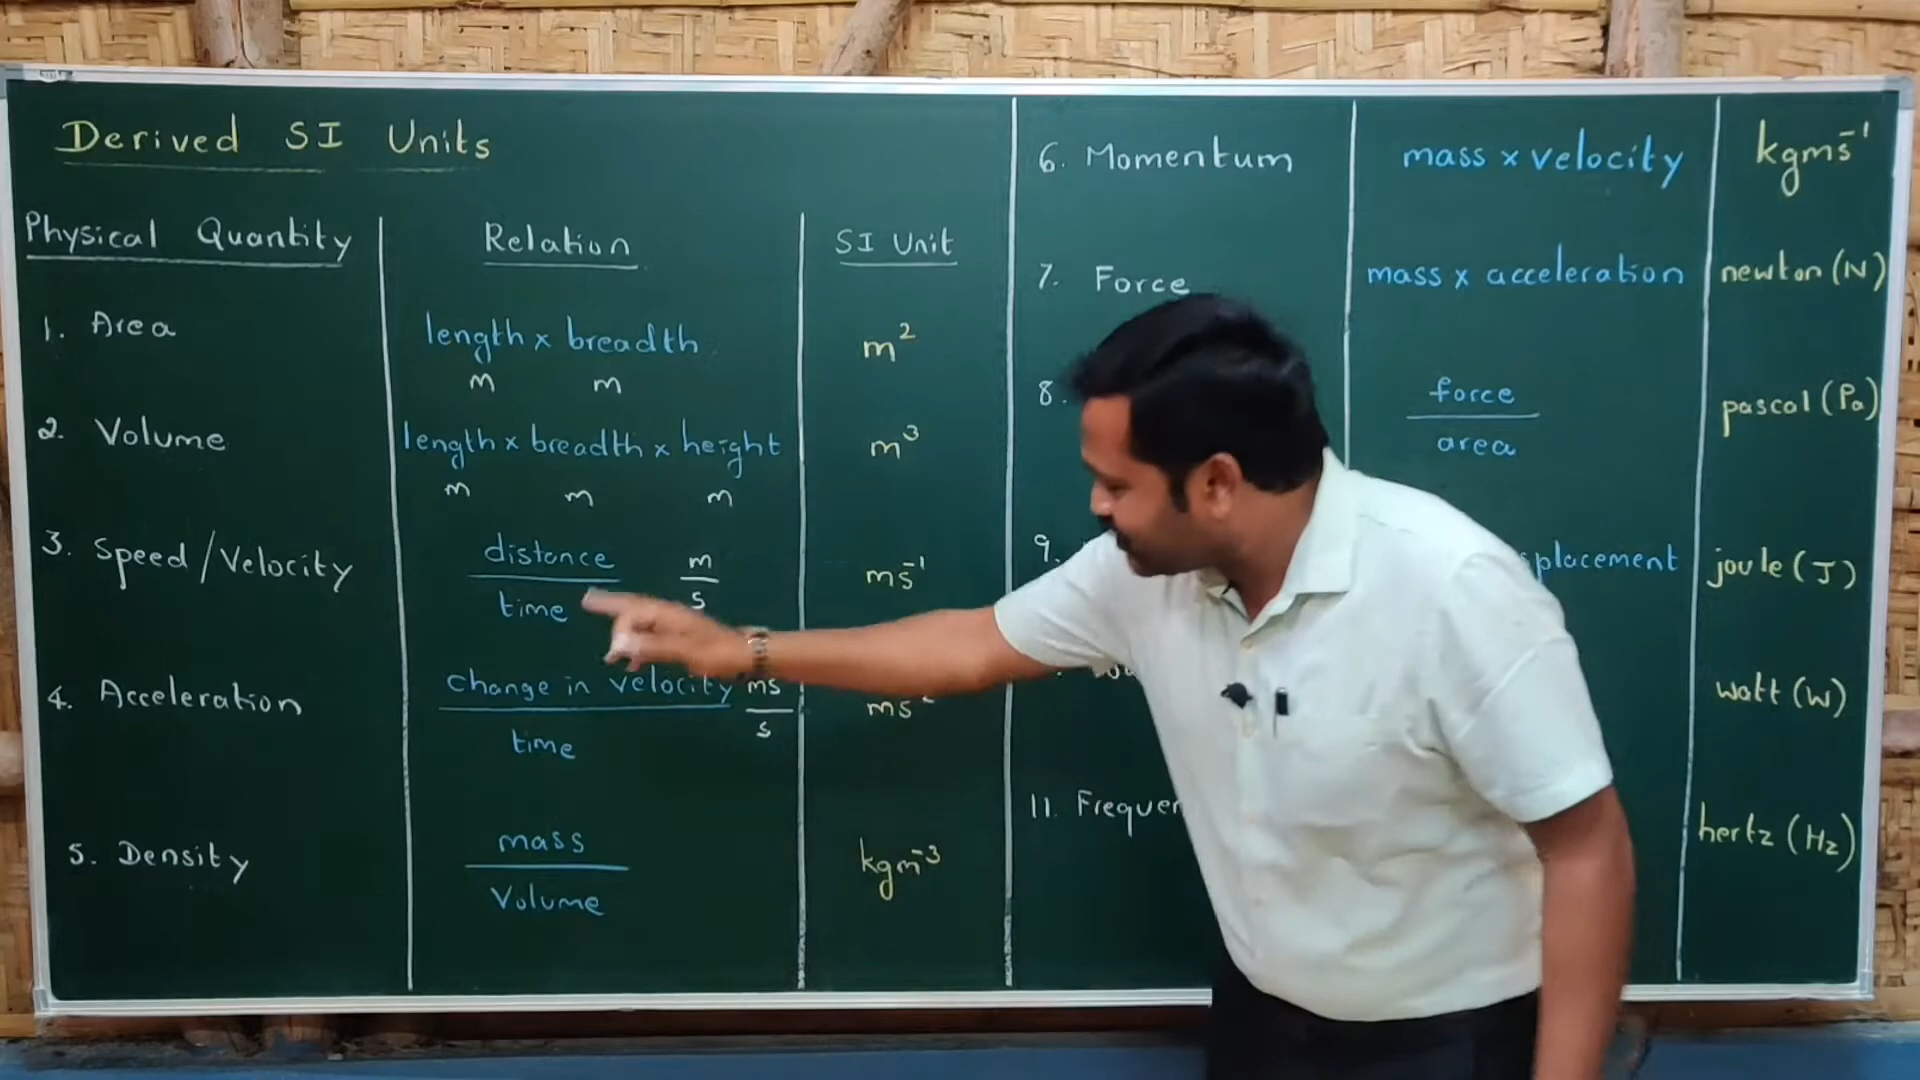 Derived SI Units
Physical Quantity Relation SI Unit
1. Area length x breadth m²
m m
2. Volume length x breadth x height m³
m m m
3. Speed/Velocity distance m ms⁻¹
time s
4. Acceleration change in velocity ms
time s
5. Density mass kgm⁻³
Volume
6. Momentum mass x velocity kgms⁻¹
7. Force mass x acceleration newton (N)
8. force pascal (Pa)
area
9. placement joule (J)
watt (W)
11. Frequen hertz (Hz)